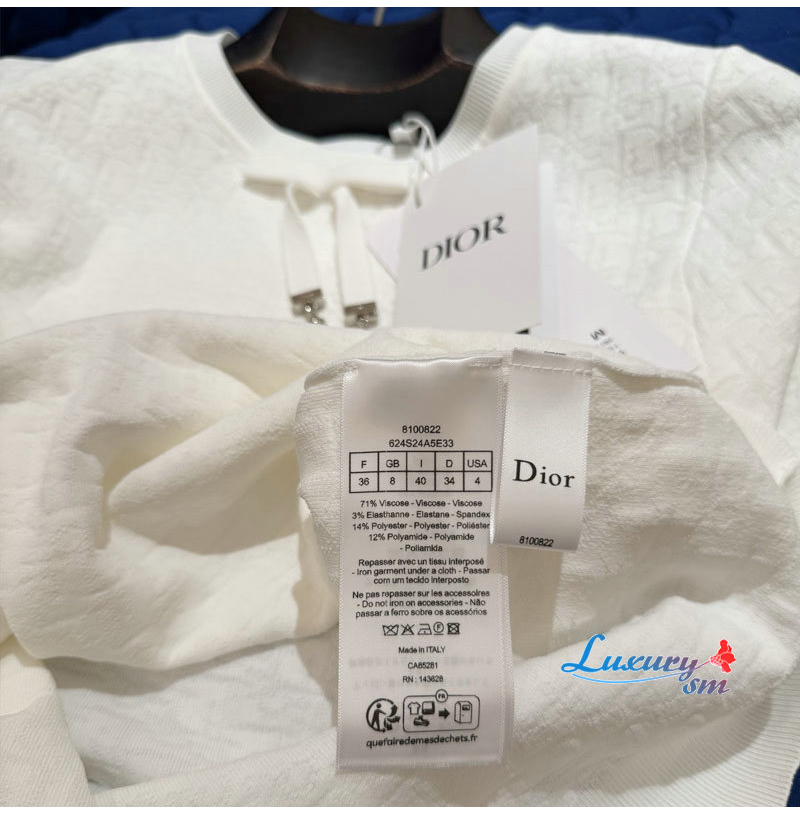 DIOR
8100822
624S24A5E33
F GB I D USA
36 8 40 34 4
71% Viscose - Viscose - Viscose
3% Elasthanne - Elastane - Spandex
14% Polyester - Polyester - Poliéster
12% Polyamide - Polyamide
- Poliamida
Repasser avec un tissu interposé
- Iron garment under a cloth - Passar
com um tecido interposto
Ne pas repasser sur les accessoires
- Do not iron on accessories - Não
passar a ferro sobre os acessórios
Made in ITALY
CA65281
RN : 143628
FR
quefairedemesdechets.fr
Dior
8100822
Luxury
sm